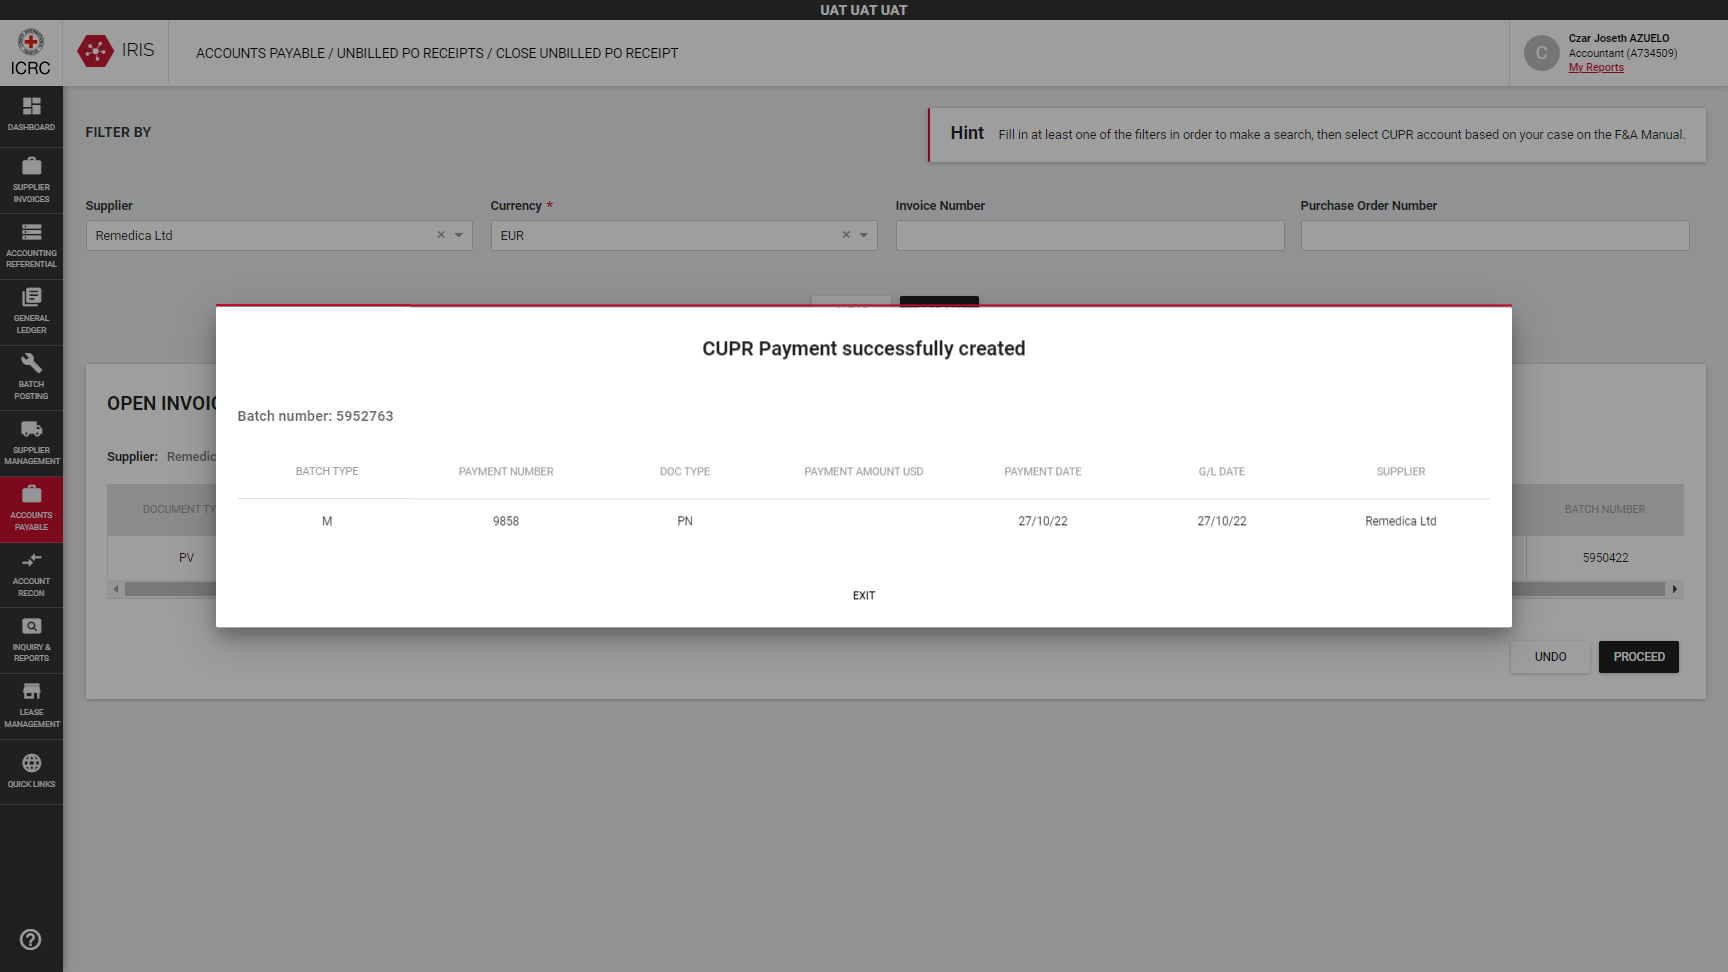 UAT UAT UAT
ICRC
IRIS
ACCOUNTS PAYABLE / UNBILLED PO RECEIPTS / CLOSE UNBILLED PO RECEIPT
C
Czar Joseth AZUELO
Accountant (A734509)
My Reports
DASHBOARD
SUPPLIER
INVOICES
ACCOUNTING
REFERENTIAL
GENERAL
LEDGER
BATCH
POSTING
SUPPLIER
MANAGEMENT
ACCOUNTS
PAYABLE
ACCOUNT
RECON
INQUIRY &
REPORTS
LEASE
MANAGEMENT
QUICK LINKS
FILTER BY
Hint Fill in at least one of the filters in order to make a search, then select CUPR account based on your case on the F&A Manual.
Supplier
Remedica Ltd
Currency *
EUR
Invoice Number
Purchase Order Number
CUPR Payment successfully created
Batch number: 5952763
BATCH TYPE PAYMENT NUMBER DOC TYPE PAYMENT AMOUNT USD PAYMENT DATE G/L DATE SUPPLIER
M 9858 PN 27/10/22 27/10/22 Remedica Ltd
EXIT
OPEN INVOIC
Supplier: Remedic
DOCUMENT TY
BATCH NUMBER
PV
5950422
UNDO
PROCEED